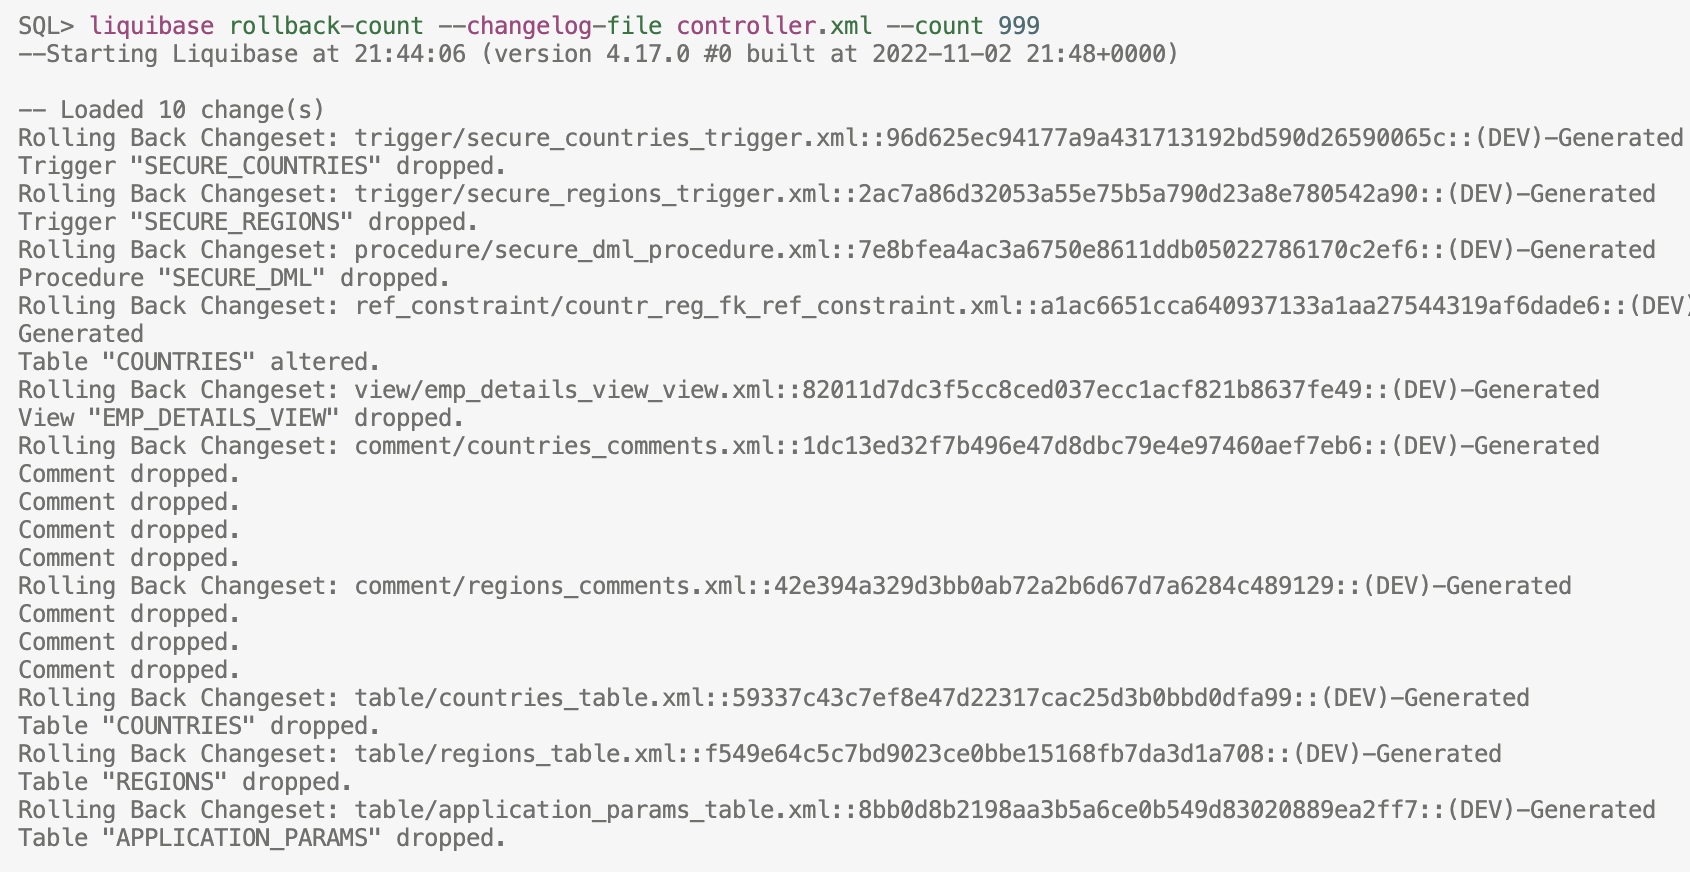 SQL> liquibase rollback-count --changelog-file controller.xml --count 999
--Starting Liquibase at 21:44:06 (version 4.17.0 #0 built at 2022-11-02 21:48+0000)
-- Loaded 10 change(s)
Rolling Back Changeset: trigger/secure_countries_trigger.xml::96d625ec94177a9a431713192bd590d26590065c::(DEV)-Generated
Trigger "SECURE_COUNTRIES" dropped.
Rolling Back Changeset: trigger/secure_regions_trigger.xml::2ac7a86d32053a55e75b5a790d23a8e780542a90::(DEV)-Generated
Trigger "SECURE_REGIONS" dropped.
Rolling Back Changeset: procedure/secure_dml_procedure.xml::7e8bfea4ac3a6750e8611ddb05022786170c2ef6::(DEV)-Generated
Procedure "SECURE_DML" dropped.
Rolling Back Changeset: ref_constraint/countr_reg_fk_ref_constraint.xml::a1ac6651cca640937133a1aa27544319af6dade6::(DEV)
Generated
Table "COUNTRIES" altered.
Rolling Back Changeset: view/emp_details_view_view.xml::82011d7dc3f5cc8ced037ecc1acf821b8637fe49::(DEV)-Generated
View "EMP_DETAILS_VIEW" dropped.
Rolling Back Changeset: comment/countries_comments.xml::1dc13ed32f7b496e47d8dbc79e4e97460aef7eb6::(DEV)-Generated
Comment dropped.
Comment dropped.
Comment dropped.
Comment dropped.
Rolling Back Changeset: comment/regions_comments.xml::42e394a329d3bb0ab72a2b6d67d7a6284c489129::(DEV)-Generated
Comment dropped.
Comment dropped.
Comment dropped.
Rolling Back Changeset: table/countries_table.xml::59337c43c7ef8e47d22317cac25d3b0bbd0dfa99::(DEV)-Generated
Table "COUNTRIES" dropped.
Rolling Back Changeset: table/regions_table.xml::f549e64c5c7bd9023ce0bbe15168fb7da3d1a708::(DEV)-Generated
Table "REGIONS" dropped.
Rolling Back Changeset: table/application_params_table.xml::8bb0d8b2198aa3b5a6ce0b549d83020889ea2ff7::(DEV)-Generated
Table "APPLICATION_PARAMS" dropped.